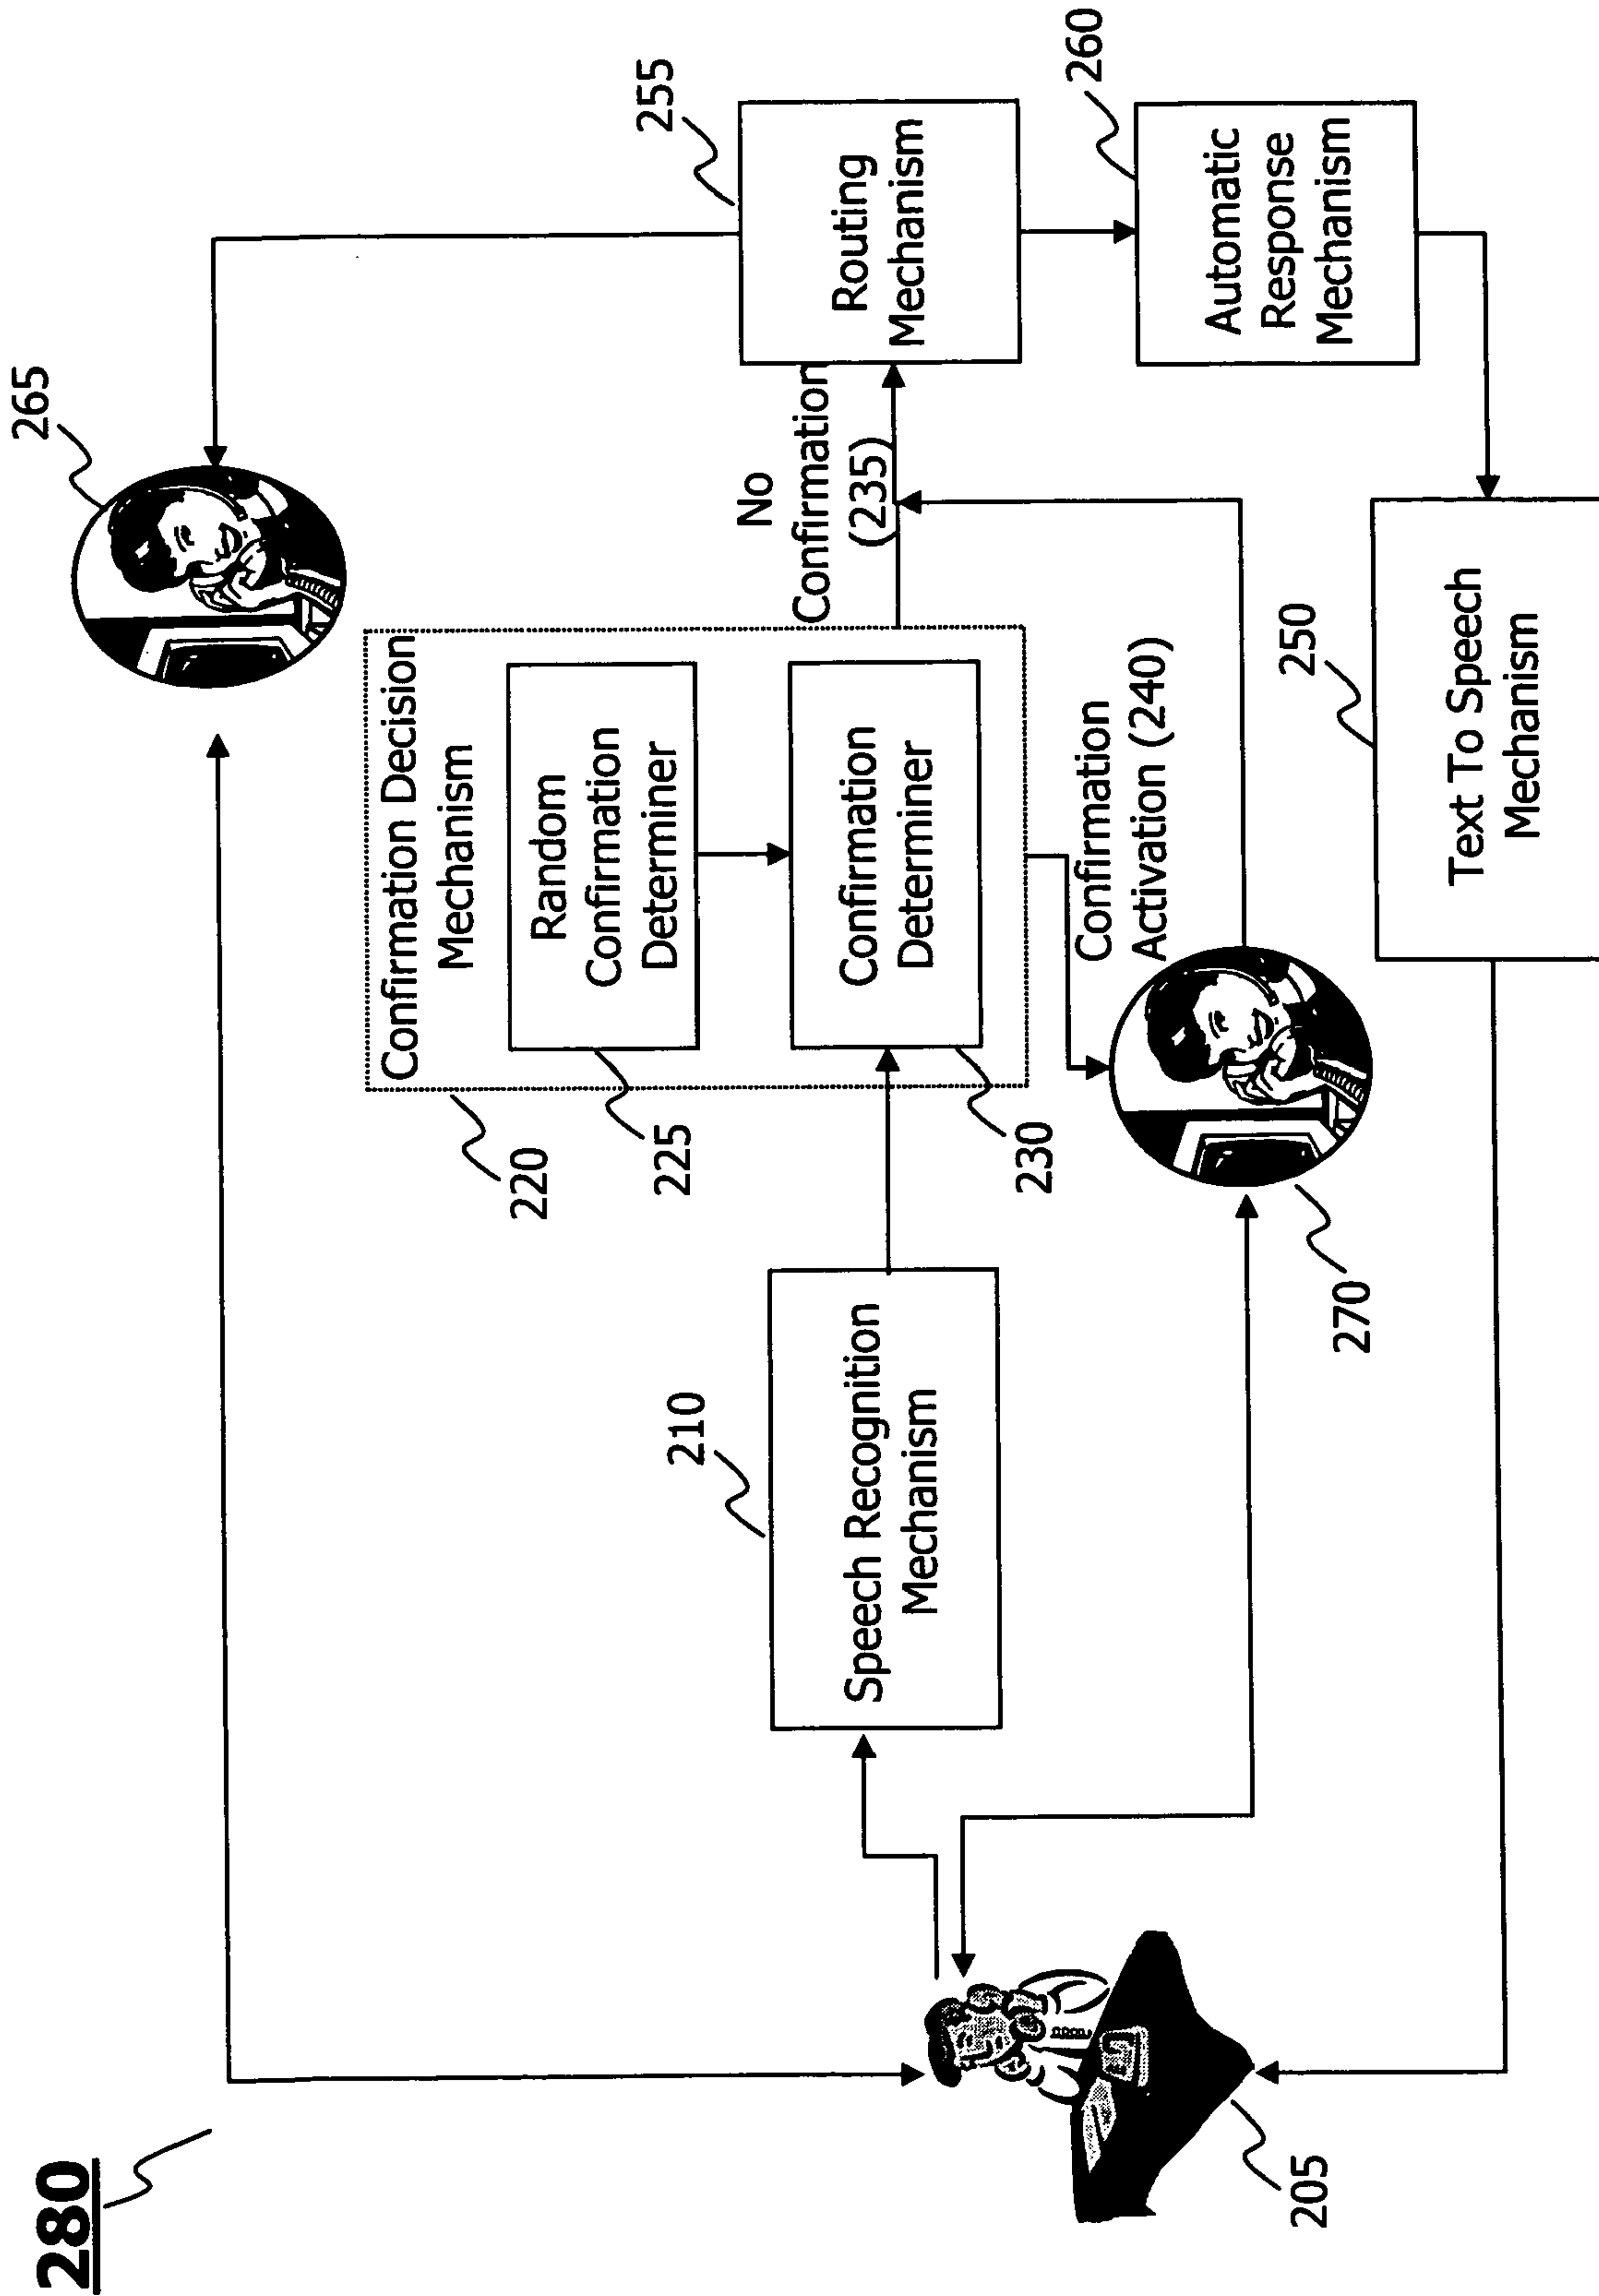 280
265
255
Routing
Mechanism
260
Automatic
Response
Mechanism
No
Confirmation
(235)
Confirmation Decision
Mechanism
Random
Confirmation
Determiner
Confirmation
Determiner
220
225
230
Confirmation
Activation (240)
250
Text To Speech
Mechanism
210
Speech Recognition
Mechanism
270
205